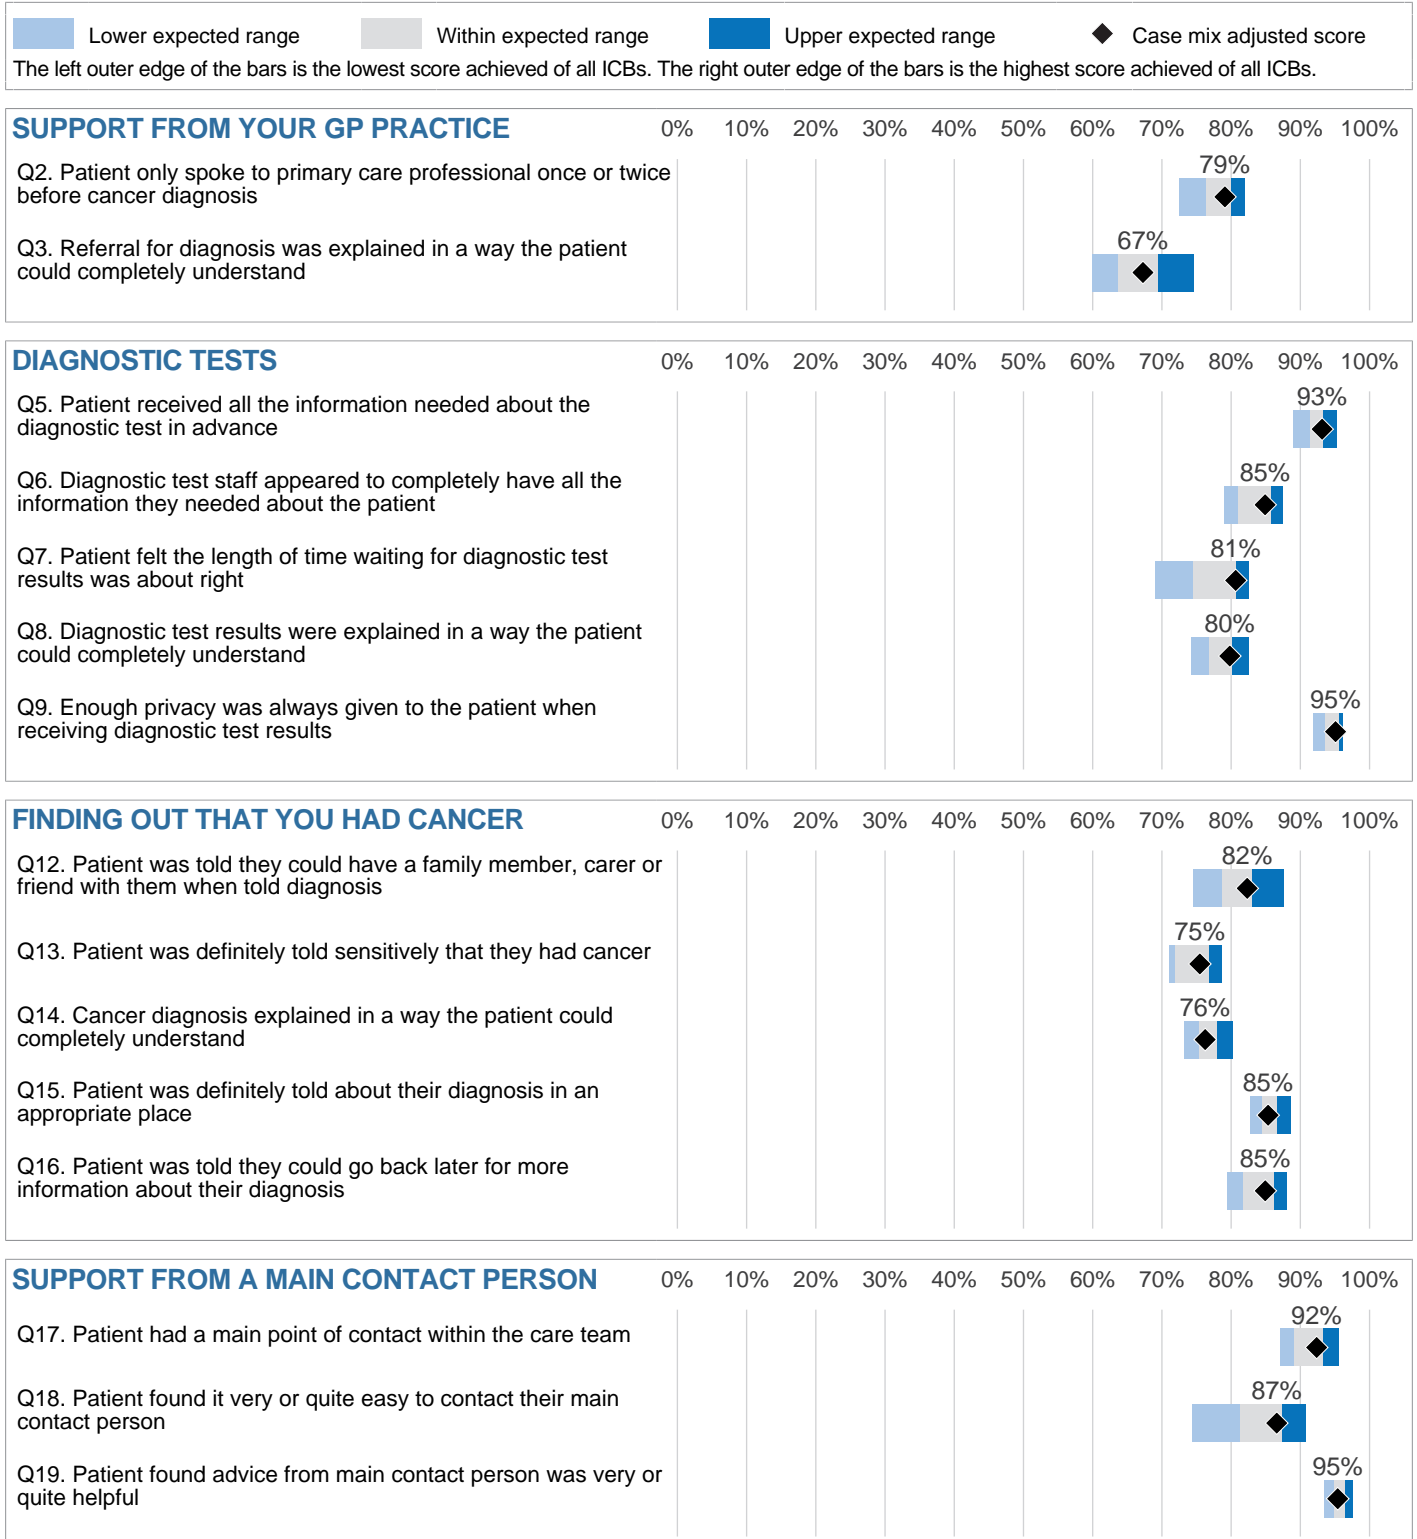 Lower expected range Within expected range Upper expected range Case mix adjusted score
The left outer edge of the bars is the lowest score achieved of all ICBs. The right outer edge of the bars is the highest score achieved of all ICBs.
SUPPORT FROM YOUR GP PRACTICE 0% 10% 20% 30% 40% 50% 60% 70% 80% 90% 100%
Q2. Patient only spoke to primary care professional once or twice
before cancer diagnosis
79%
Q3. Referral for diagnosis was explained in a way the patient
could completely understand
67%
DIAGNOSTIC TESTS 0% 10% 20% 30% 40% 50% 60% 70% 80% 90% 100%
Q5. Patient received all the information needed about the
diagnostic test in advance
93%
Q6. Diagnostic test staff appeared to completely have all the
information they needed about the patient
85%
Q7. Patient felt the length of time waiting for diagnostic test
results was about right
81%
Q8. Diagnostic test results were explained in a way the patient
could completely understand
80%
Q9. Enough privacy was always given to the patient when
receiving diagnostic test results
95%
FINDING OUT THAT YOU HAD CANCER 0% 10% 20% 30% 40% 50% 60% 70% 80% 90% 100%
Q12. Patient was told they could have a family member, carer or
friend with them when told diagnosis
82%
Q13. Patient was definitely told sensitively that they had cancer
75%
Q14. Cancer diagnosis explained in a way the patient could
completely understand
76%
Q15. Patient was definitely told about their diagnosis in an
appropriate place
85%
Q16. Patient was told they could go back later for more
information about their diagnosis
85%
SUPPORT FROM A MAIN CONTACT PERSON 0% 10% 20% 30% 40% 50% 60% 70% 80% 90% 100%
Q17. Patient had a main point of contact within the care team
92%
Q18. Patient found it very or quite easy to contact their main
contact person
87%
Q19. Patient found advice from main contact person was very or
quite helpful
95%